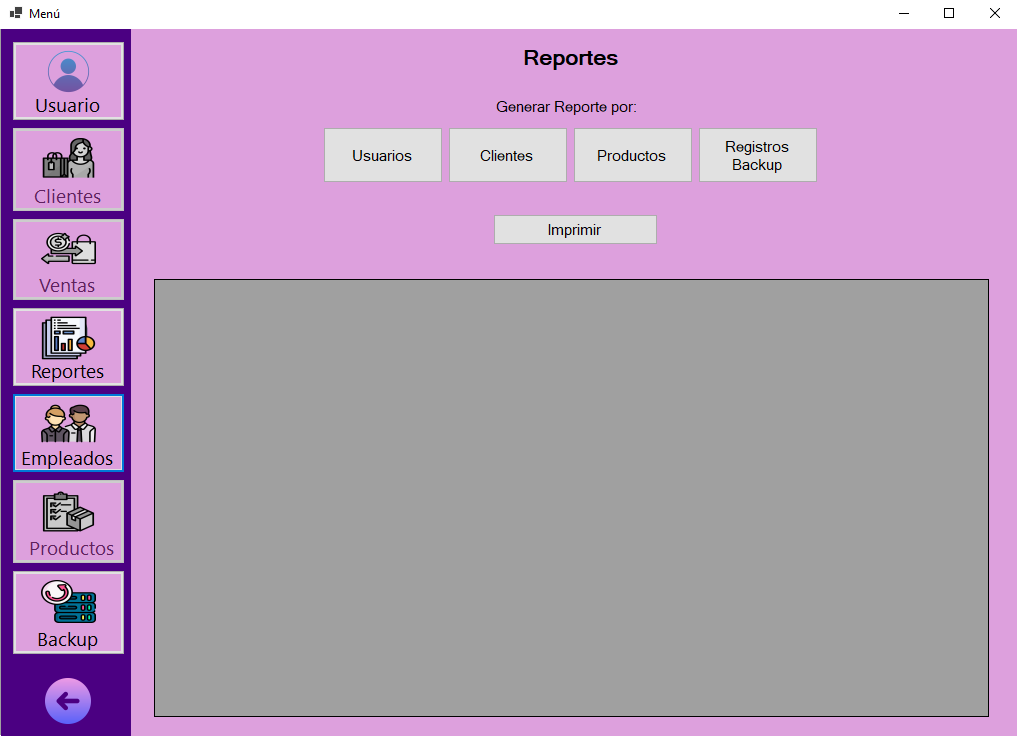 Menú
Usuario
Clientes
Ventas
Reportes
Empleados
Productos
Backup
Reportes
Generar Reporte por:
Usuarios
Clientes
Productos
Registros
Backup
Imprimir